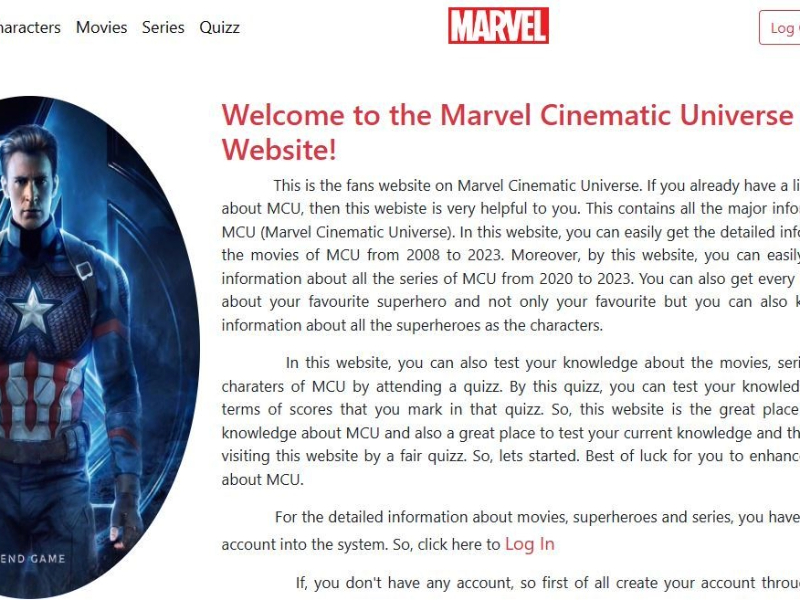 Movies Series Quizz
MARVEL
Log
Welcome to the Marvel Cinematic Universe
Website!
This is the fans website on Marvel Cinematic Universe. If you already have a
about MCU, then this webiste is very helpful to you. This contains all the major
MCU (Marvel Cinematic Universe). In this website, you can easily get the detailed
the movies of MCU from 2008 to 2023. Moreover, by this website, you can easily
information about all the series of MCU from 2020 to 2023. You can also get every
about your favourite superhero and not only your favourite but you can also
information about all the superheroes as the characters.
In this website, you can also test your knowledge about the movies,
charaters of MCU by attending a quizz. By this quizz, you can test your
terms of scores that you mark in that quizz. So, this website is the great place
knowledge about MCU and also a great place to test your current knowledge and
visiting this website by a fair quizz. So, lets started. Best of luck for you to
about MCU.
END GAME
For the detailed information about movies, superheroes and series, you have
account into the system. So, click here to Log In
If, you don't have any account, so first of all create your account